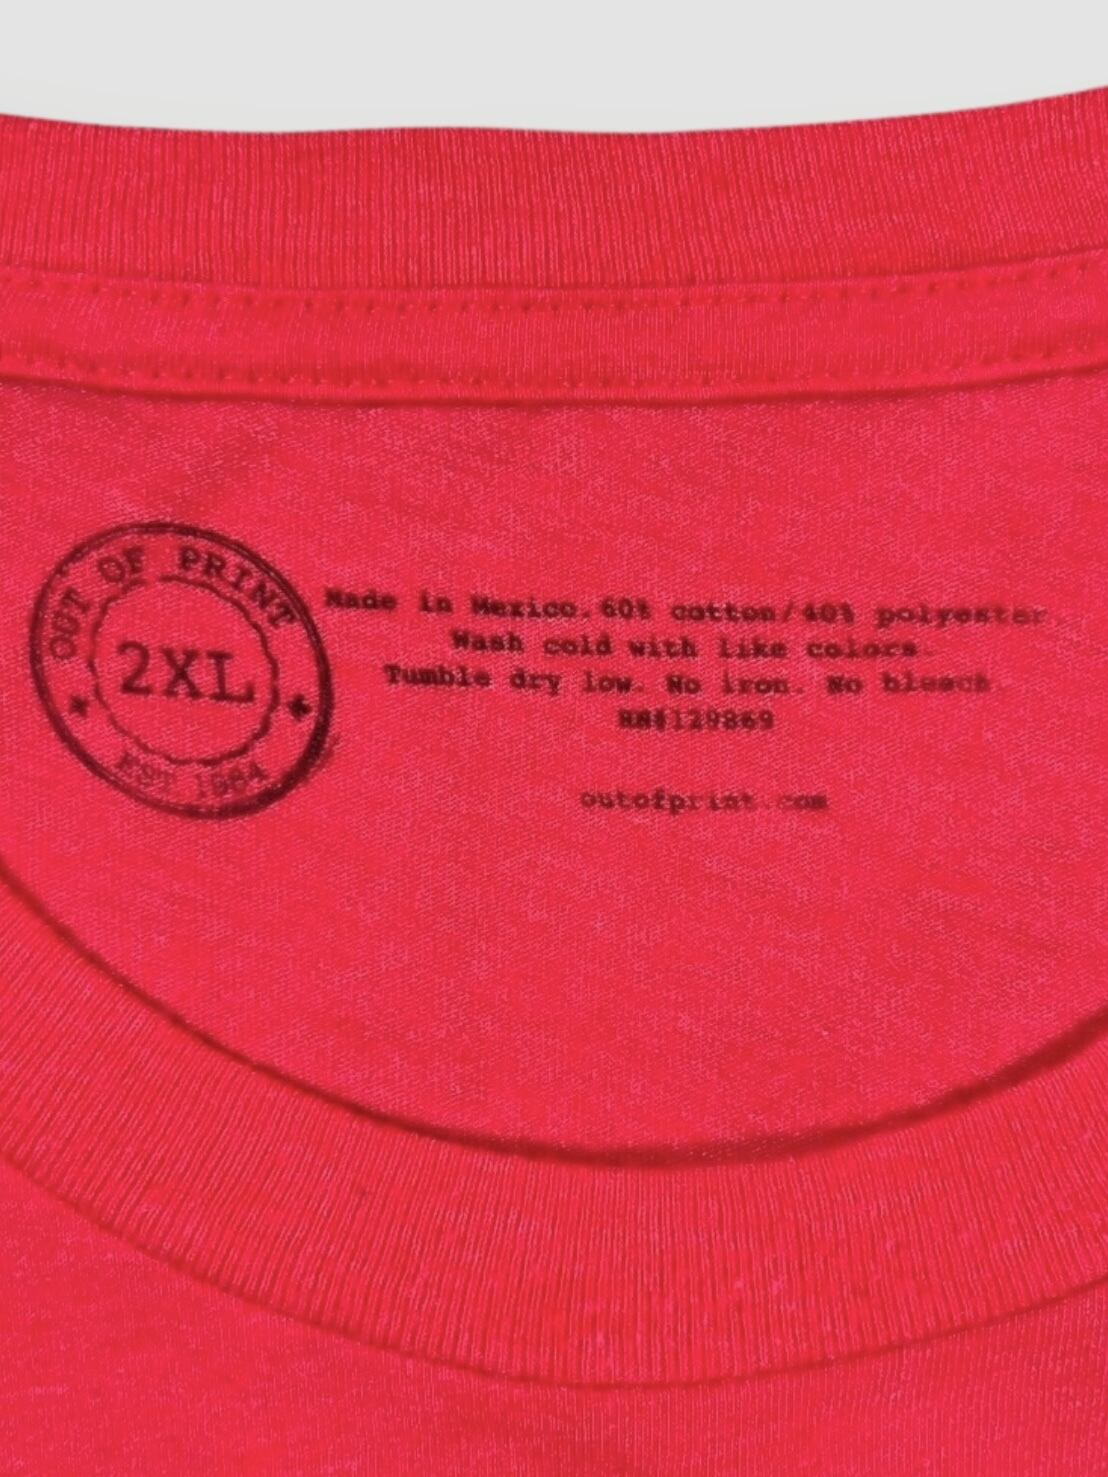 OUT OF PRINT
2XL
EST 1984
Made in Mexico. 60% cotton/40% polyester.
Wash cold with like colors.
Tumble dry low. No iron. No bleach.
RN#129869
outofprint.com